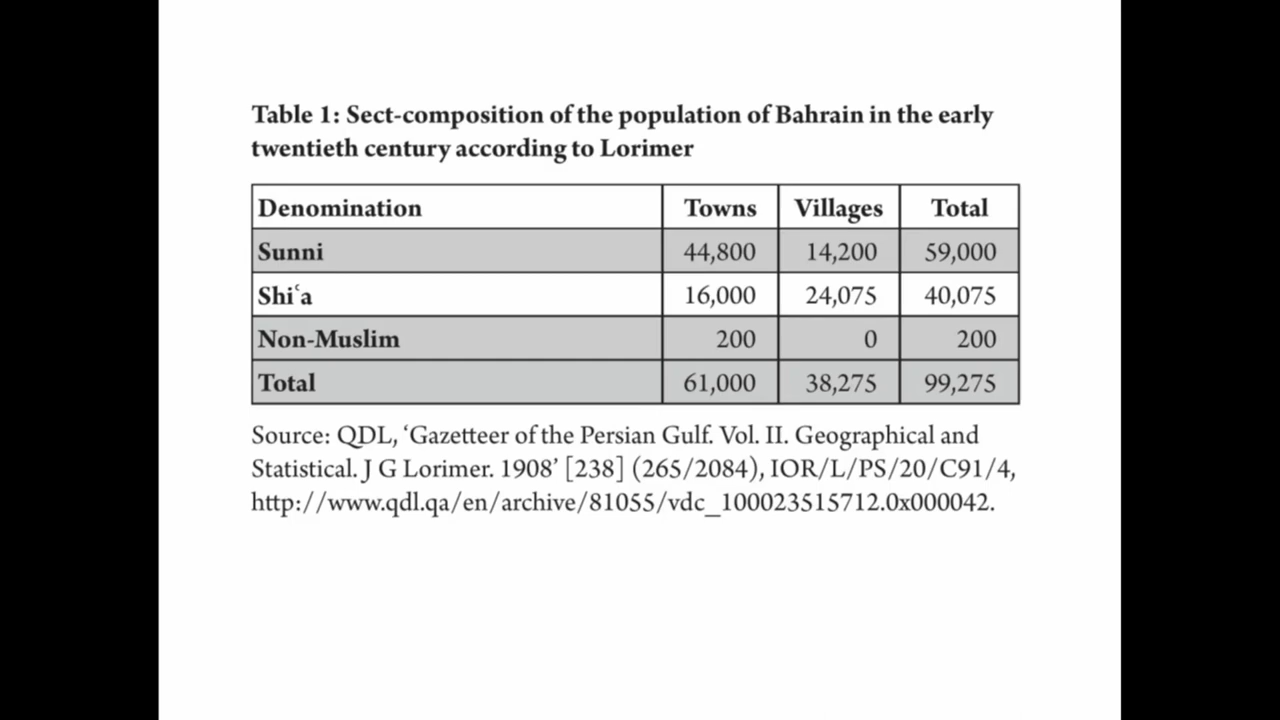 Table 1: Sect-composition of the population of Bahrain in the early
twentieth century according to Lorimer
Denomination Towns Villages Total
Sunni 44,800 14,200 59,000
Shiʿa 16,000 24,075 40,075
Non-Muslim 200 0 200
Total 61,000 38,275 99,275
Source: QDL, ‘Gazetteer of the Persian Gulf. Vol. II. Geographical and
Statistical. J G Lorimer. 1908’ [238] (265/2084), IOR/L/PS/20/C91/4,
http://www.qdl.qa/en/archive/81055/vdc_100023515712.0x000042.